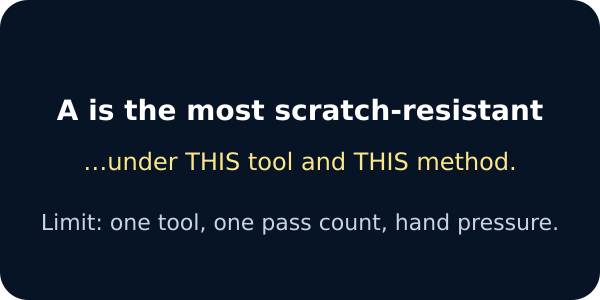 A is the most scratch-resistant
…under THIS tool and THIS method.
Limit: one tool, one pass count, hand pressure.